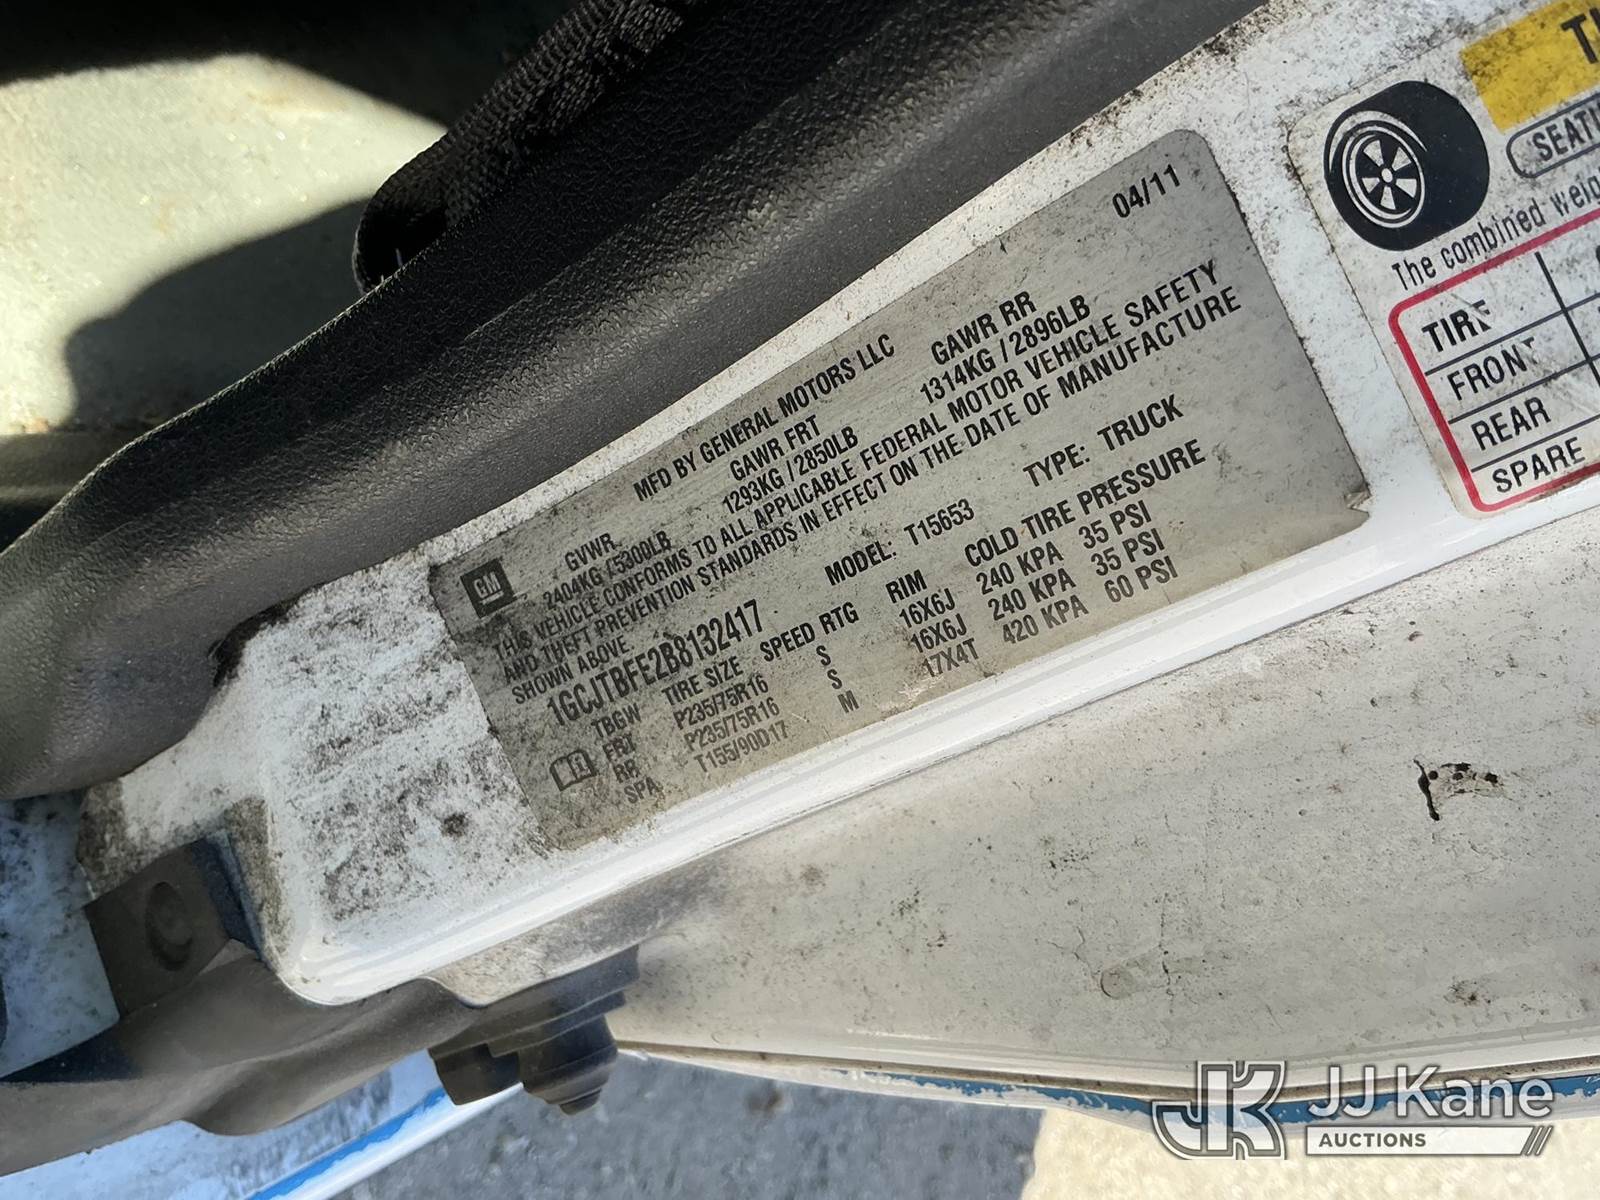 04/11
GM
MFD BY GENERAL MOTORS LLC
GVWR GAWR FRT GAWR RR
2404KG / 5300LB 1293KG / 2850LB 1314KG / 2896LB
THIS VEHICLE CONFORMS TO ALL APPLICABLE FEDERAL MOTOR VEHICLE SAFETY
AND THEFT PREVENTION STANDARDS IN EFFECT ON THE DATE OF MANUFACTURE
SHOWN ABOVE.
1GCJTBFE2B8132417 MODEL: T15653 TYPE: TRUCK
TBGW TIRE SIZE SPEED RTG RIM COLD TIRE PRESSURE
FRT P235/75R16 S 16X6J 240 KPA 35 PSI
RR P235/75R16 S 16X6J 240 KPA 35 PSI
SPA T155/90D17 M 17X4T 420 KPA 60 PSI
The combined
TIRE
FRONT
REAR
SPARE
JJ Kane
AUCTIONS